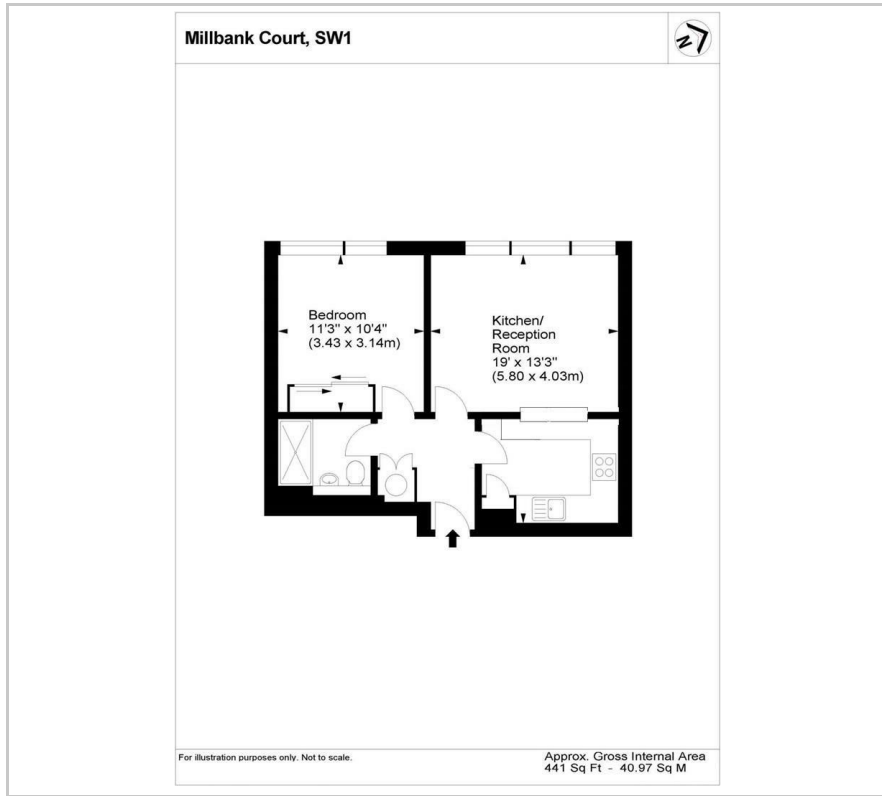 Millbank Court, SW1
N
Bedroom
11'3" x 10'4"
(3.43 x 3.14m)
Kitchen/
Reception
Room
19' x 13'3"
(5.80 x 4.03m)
For illustration purposes only. Not to scale.
Approx. Gross Internal Area
441 Sq Ft - 40.97 Sq M